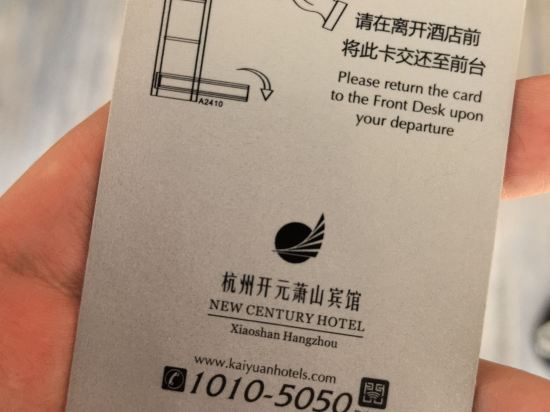 请在离开酒店前
将此卡交还至前台
Please return the card
to the Front Desk upon
your departure
A2410
杭州开元萧山宾馆
NEW CENTURY HOTEL
Xiaoshan Hangzhou
www.kaiyuanhotels.com
1010-5050